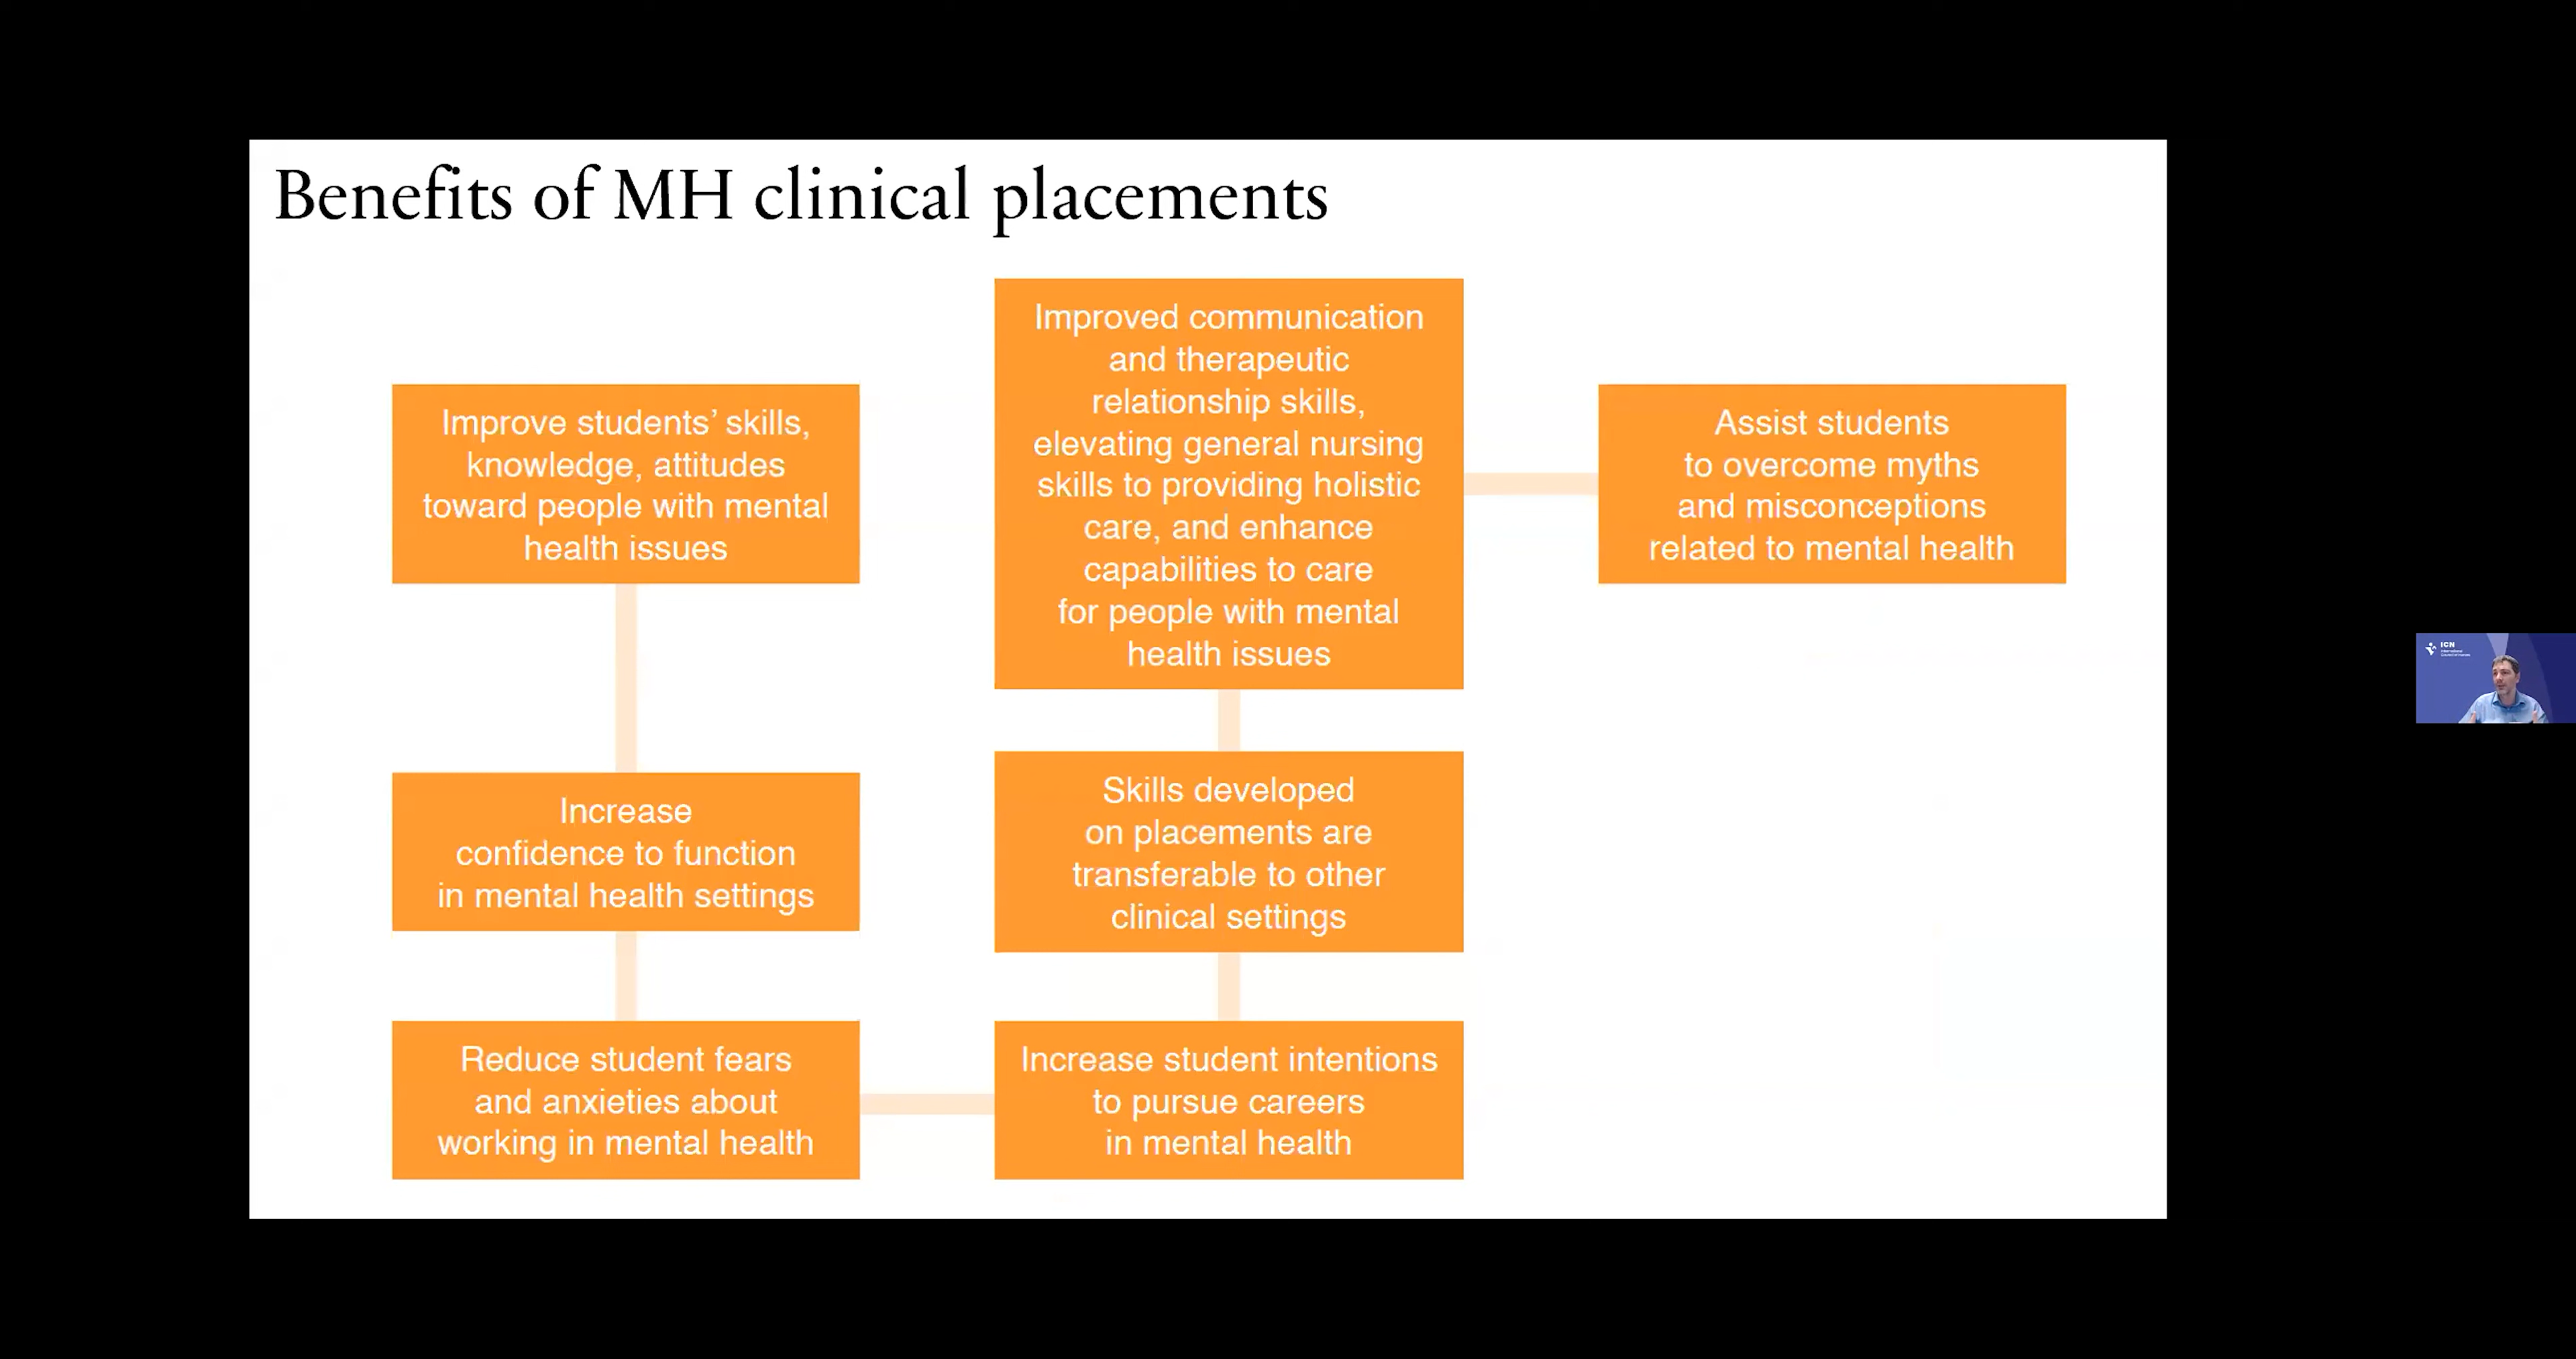 Benefits of MH clinical placements
Improve students’ skills,
knowledge, attitudes
toward people with mental
health issues
Increase
confidence to function
in mental health settings
Reduce student fears
and anxieties about
working in mental health
Increase student intentions
to pursue careers
in mental health
Skills developed
on placements are
transferable to other
clinical settings
Improved communication
and therapeutic
relationship skills,
elevating general nursing
skills to providing holistic
care, and enhance
capabilities to care
for people with mental
health issues
Assist students
to overcome myths
and misconceptions
related to mental health
ICN